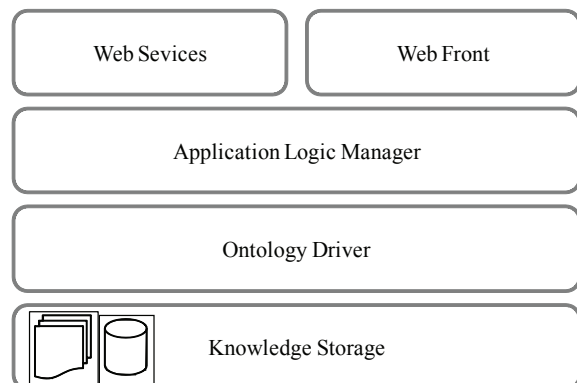 Web Sevices
Web Front
Application Logic Manager
Ontology Driver
Knowledge Storage